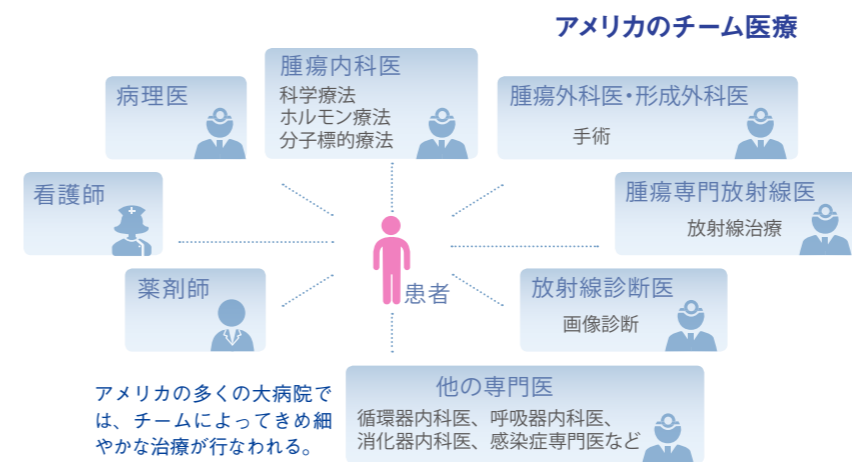 アメリカのチーム医療
腫瘍内科医
科学療法
ホルモン療法
分子標的療法
病理医
腫瘍外科医・形成外科医
手術
看護師
腫瘍専門放射線医
放射線治療
薬剤師
患者
放射線診断医
画像診断
他の専門医
循環器内科医、呼吸器内科医、
消化器内科医、感染症専門医など
アメリカの多くの大病院で
は、チームによってきめ細
やかな治療が行なわれる。